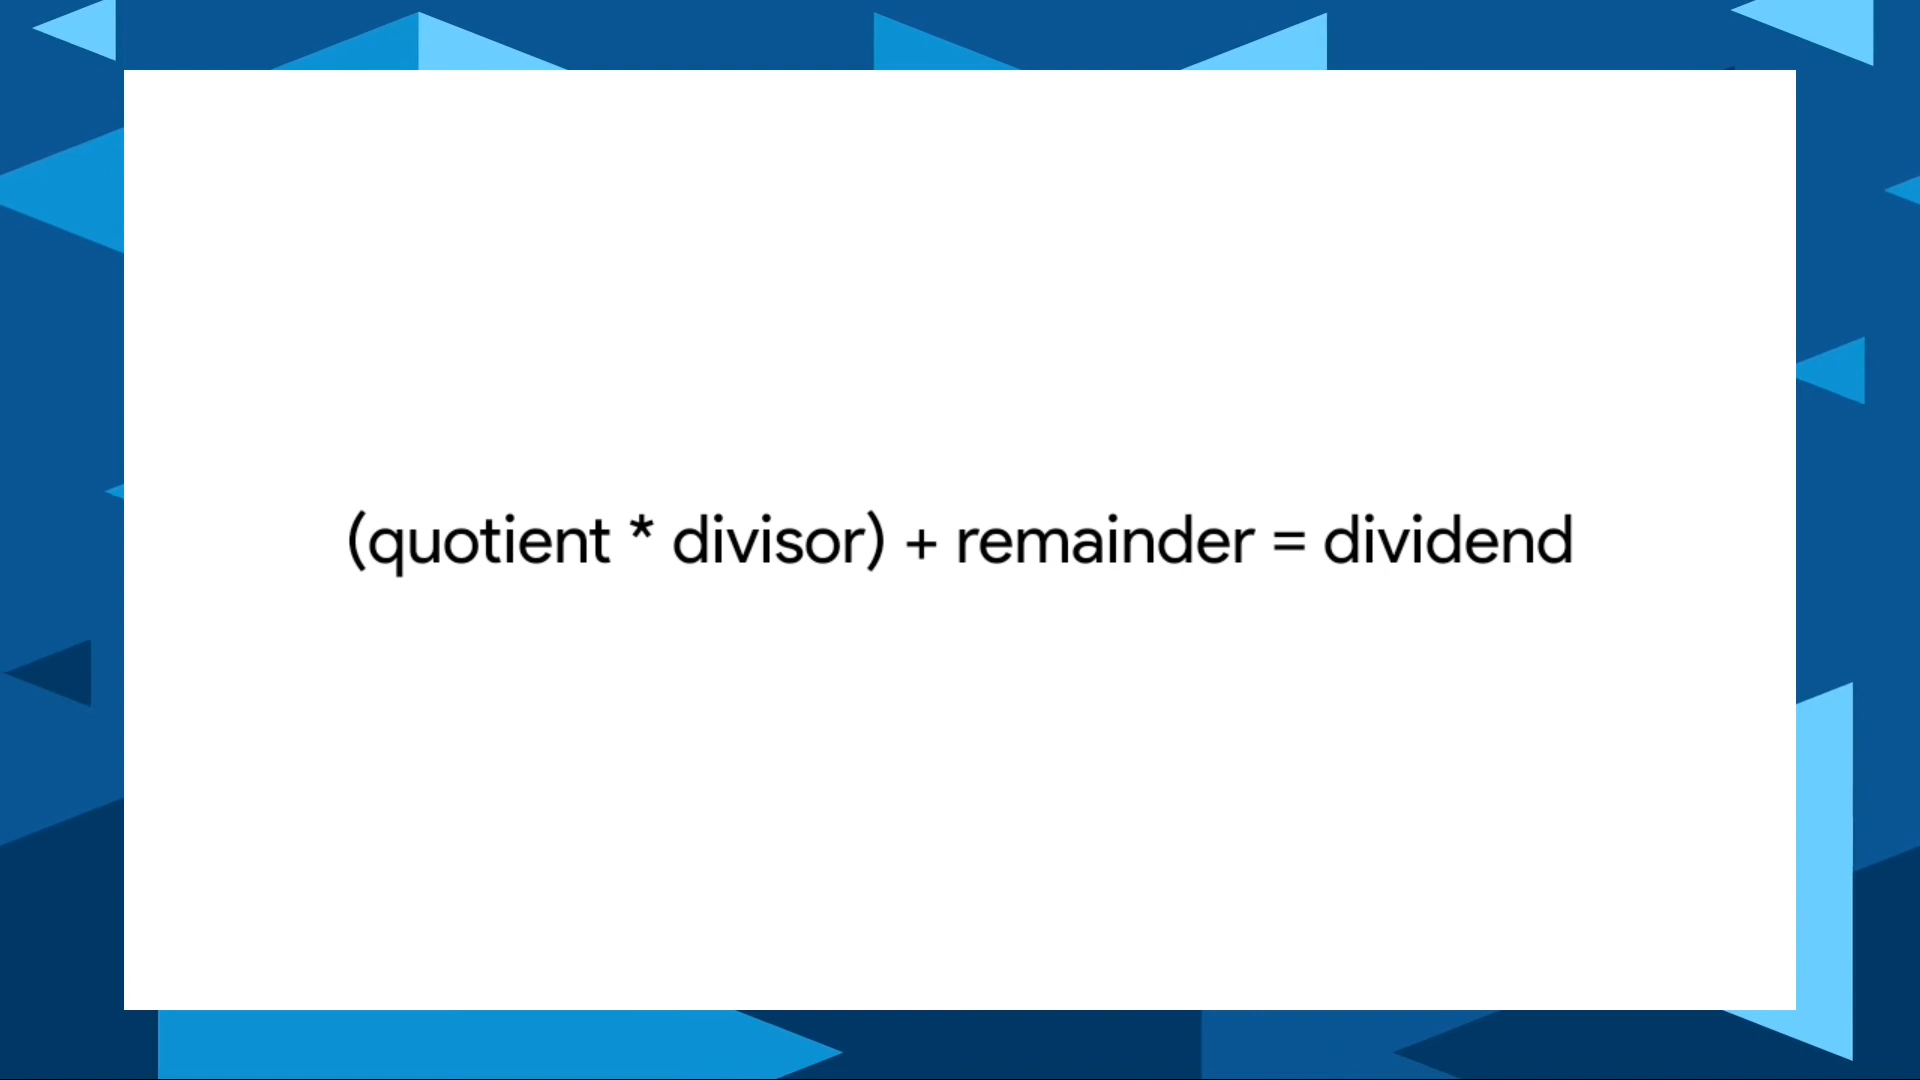 (quotient * divisor) + remainder = dividend